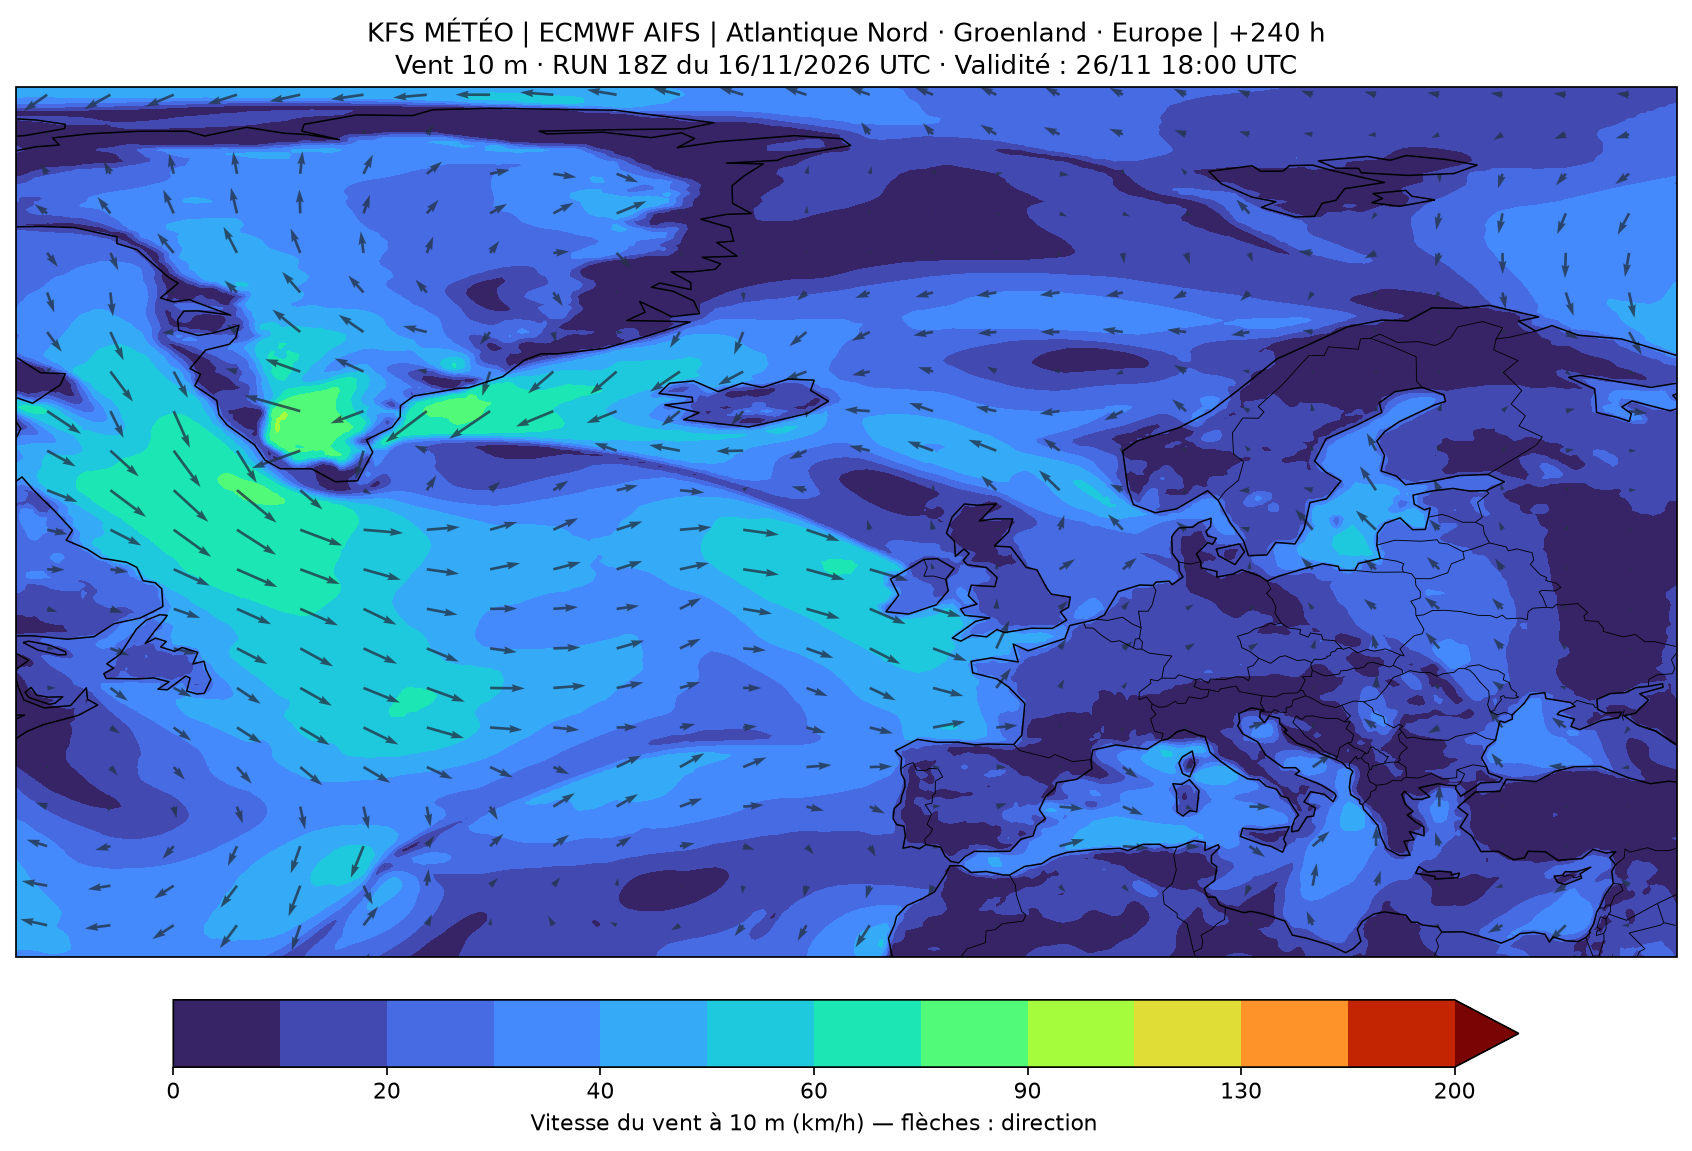 KFS MÉTÉO | ECMWF AIFS | Atlantique Nord · Groenland · Europe | +240 h
Vent 10 m · RUN 18Z du 16/11/2026 UTC · Validité : 26/11 18:00 UTC
0 20 40 60 90 130 200
Vitesse du vent à 10 m (km/h) — flèches : direction